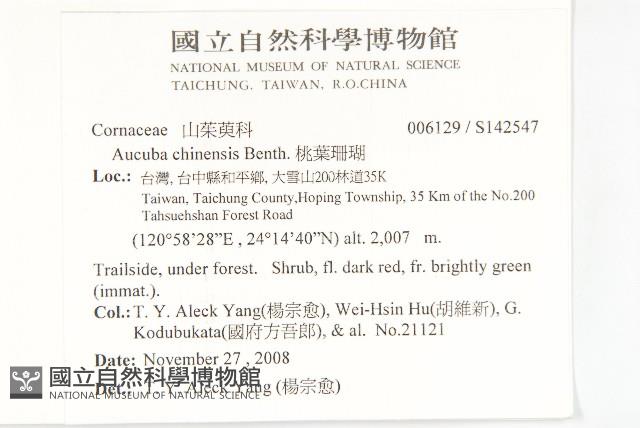 國立自然科學博物館
NATIONAL MUSEUM OF NATURAL SCIENCE
TAICHUNG, TAIWAN, R.O.CHINA
Cornaceae 山茱萸科 006129 / S142547
Aucuba chinensis Benth. 桃葉珊瑚
Loc.: 台灣, 台中縣和平鄉, 大雪山200林道35K
Taiwan, Taichung County,Hoping Township, 35 Km of the No.200
Tahsuehshan Forest Road
(120°58'28"E , 24°14'40"N) alt. 2,007 m.
Trailside, under forest. Shrub, fl. dark red, fr. brightly green
(immat.).
Col.: T. Y. Aleck Yang(楊宗愈), Wei-Hsin Hu(胡維新), G.
Kodubukata(國府方吾郎), & al. No.21121
Date: November 27 , 2008
Det.: T. Y. Aleck Yang (楊宗愈)
國立自然科學博物館
NATIONAL MUSEUM OF NATURAL SCIENCE